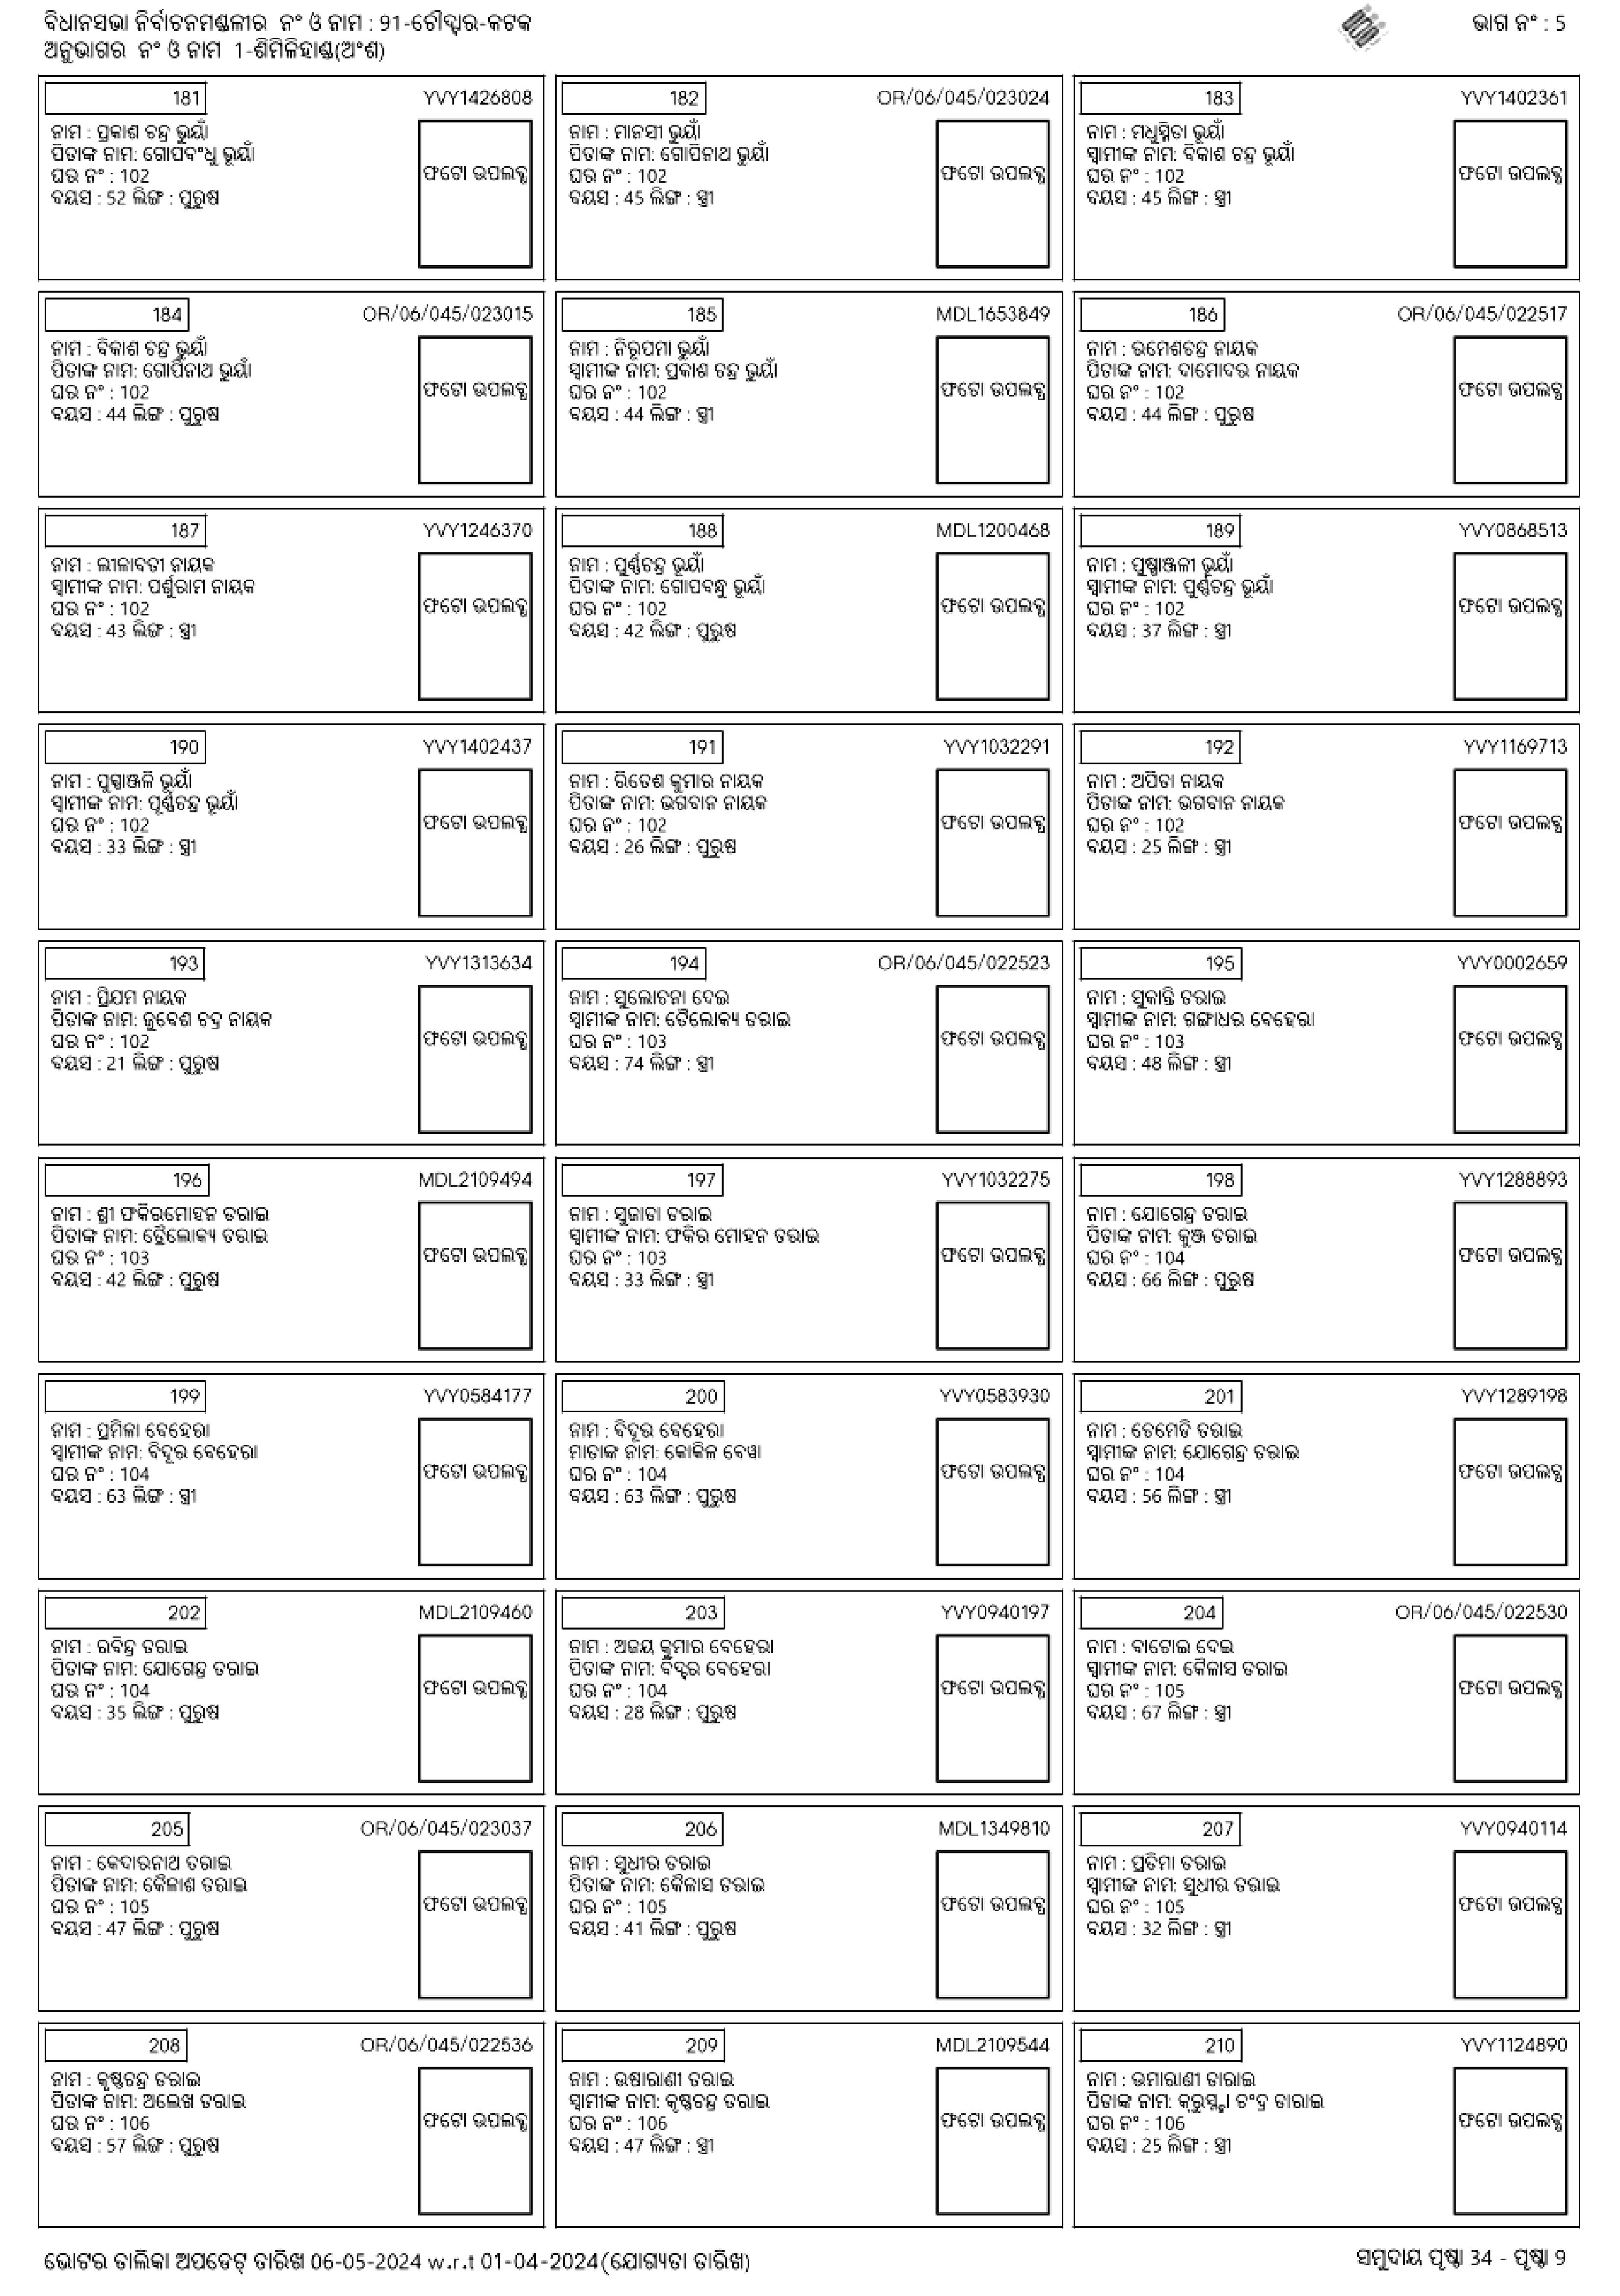 ବିଧାନସଭା ନିର୍ବାଚନମଣ୍ଡଳୀର ନଂ ଓ ନାମ : 91-ଚୌଦ୍ୱାର-କଟକ
ଅନୁଭାଗର ନଂ ଓ ନାମ 1-ଶିମିଳିହାଣ୍ଡ(ଅଂଶ)
ଭାଗ ନଂ : 5
181 YVY1426808
ନାମ : ପ୍ରକାଶ ଚନ୍ଦ୍ର ଭୁୟାଁ
ପିତାଙ୍କ ନାମ: ଗୋପବଂଧୁ ଭୂୟାଁ
ଘର ନଂ : 102
ବୟସ : 52 ଲିଙ୍ଗ : ପୁରୁଷ
ଫଟୋ ଉପଲବ୍ଧ
182 OR/06/045/023024
ନାମ : ମାନସୀ ଭୁୟାଁ
ପିତାଙ୍କ ନାମ: ଗୋପିନାଥ ଭୁୟାଁ
ଘର ନଂ : 102
ବୟସ : 45 ଲିଙ୍ଗ : ସ୍ତ୍ରୀ
ଫଟୋ ଉପଲବ୍ଧ
183 YVY1402361
ନାମ : ମଧୁସ୍ମିତା ଭୂୟାଁ
ସ୍ୱାମୀଙ୍କ ନାମ: ବିକାଶ ଚନ୍ଦ୍ର ଭୂୟାଁ
ଘର ନଂ : 102
ବୟସ : 45 ଲିଙ୍ଗ : ସ୍ତ୍ରୀ
ଫଟୋ ଉପଲବ୍ଧ
184 OR/06/045/023015
ନାମ : ବିକାଶ ଚନ୍ଦ୍ର ଭୂୟାଁ
ପିତାଙ୍କ ନାମ: ଗୋପିନାଥ ଭୁୟାଁ
ଘର ନଂ : 102
ବୟସ : 44 ଲିଙ୍ଗ : ପୁରୁଷ
ଫଟୋ ଉପଲବ୍ଧ
185 MDL1653849
ନାମ : ନିରୂପମା ଭୁୟାଁ
ସ୍ୱାମୀଙ୍କ ନାମ: ପ୍ରକାଶ ଚନ୍ଦ୍ର ଭୁୟାଁ
ଘର ନଂ : 102
ବୟସ : 44 ଲିଙ୍ଗ : ସ୍ତ୍ରୀ
ଫଟୋ ଉପଲବ୍ଧ
186 OR/06/045/022517
ନାମ : ଉମେଶଚନ୍ଦ୍ର ନାୟକ
ପିତାଙ୍କ ନାମ: ଦାମୋଦର ନାୟକ
ଘର ନଂ : 102
ବୟସ : 44 ଲିଙ୍ଗ : ପୁରୁଷ
ଫଟୋ ଉପଲବ୍ଧ
187 YVY1246370
ନାମ : ଲୀଳାବତୀ ନାୟକ
ସ୍ୱାମୀଙ୍କ ନାମ: ପର୍ଶୁରାମ ନାୟକ
ଘର ନଂ : 102
ବୟସ : 43 ଲିଙ୍ଗ : ସ୍ତ୍ରୀ
ଫଟୋ ଉପଲବ୍ଧ
188 MDL1200468
ନାମ : ପୁର୍ଣ୍ଣଚନ୍ଦ୍ର ଭୂୟାଁ
ପିତାଙ୍କ ନାମ: ଗୋପବନ୍ଧୁ ଭୂୟାଁ
ଘର ନଂ : 102
ବୟସ : 42 ଲିଙ୍ଗ : ପୁରୁଷ
ଫଟୋ ଉପଲବ୍ଧ
189 YVY0868513
ନାମ : ପୁଷ୍ପାଞ୍ଜଳୀ ଭୂୟାଁ
ସ୍ୱାମୀଙ୍କ ନାମ: ପୁର୍ଣ୍ଣଚନ୍ଦ୍ର ଭୂୟାଁ
ଘର ନଂ : 102
ବୟସ : 37 ଲିଙ୍ଗ : ସ୍ତ୍ରୀ
ଫଟୋ ଉପଲବ୍ଧ
190 YVY1402437
ନାମ : ପୁଷ୍ପାଞ୍ଜଳି ଭୂୟାଁ
ସ୍ୱାମୀଙ୍କ ନାମ: ପୂର୍ଣ୍ଣଚନ୍ଦ୍ର ଭୂୟାଁ
ଘର ନଂ : 102
ବୟସ : 33 ଲିଙ୍ଗ : ସ୍ତ୍ରୀ
ଫଟୋ ଉପଲବ୍ଧ
191 YVY1032291
ନାମ : ରିତେଶ କୁମାର ନାୟକ
ପିତାଙ୍କ ନାମ: ଭଗବାନ ନାୟକ
ଘର ନଂ : 102
ବୟସ : 26 ଲିଙ୍ଗ : ପୁରୁଷ
ଫଟୋ ଉପଲବ୍ଧ
192 YVY1169713
ନାମ : ଅପିତା ନାୟକ
ପିତାଙ୍କ ନାମ: ଭଗବାନ ନାୟକ
ଘର ନଂ : 102
ବୟସ : 25 ଲିଙ୍ଗ : ସ୍ତ୍ରୀ
ଫଟୋ ଉପଲବ୍ଧ
193 YVY1313634
ନାମ : ପ୍ରିଯମ ନାୟକ
ପିତାଙ୍କ ନାମ: ଜୁବେଶ ଚଦ୍ର ନାୟକ
ଘର ନଂ : 102
ବୟସ : 21 ଲିଙ୍ଗ : ପୁରୁଷ
ଫଟୋ ଉପଲବ୍ଧ
194 OR/06/045/022523
ନାମ : ସୁଲୋଚନା ଦେଇ
ସ୍ୱାମୀଙ୍କ ନାମ: ତୈଲୋକ୍ୟ ତରାଇ
ଘର ନଂ : 103
ବୟସ : 74 ଲିଙ୍ଗ : ସ୍ତ୍ରୀ
ଫଟୋ ଉପଲବ୍ଧ
195 YVY0002659
ନାମ : ସୁକାନ୍ତି ତରାଇ
ସ୍ୱାମୀଙ୍କ ନାମ: ଗଙ୍ଗାଧର ବେହେରା
ଘର ନଂ : 103
ବୟସ : 48 ଲିଙ୍ଗ : ସ୍ତ୍ରୀ
ଫଟୋ ଉପଲବ୍ଧ
196 MDL2109494
ନାମ : ଶ୍ରୀ ଫକିରମୋହନ ତରାଇ
ପିତାଙ୍କ ନାମ: ତ୍ରୈଲୋକ୍ୟ ତରାଇ
ଘର ନଂ : 103
ବୟସ : 42 ଲିଙ୍ଗ : ପୁରୁଷ
ଫଟୋ ଉପଲବ୍ଧ
197 YVY1032275
ନାମ : ସୁଜାତା ତରାଇ
ସ୍ୱାମୀଙ୍କ ନାମ: ଫକିର ମୋହନ ତରାଇ
ଘର ନଂ : 103
ବୟସ : 33 ଲିଙ୍ଗ : ସ୍ତ୍ରୀ
ଫଟୋ ଉପଲବ୍ଧ
198 YVY1288893
ନାମ : ଯୋଗେନ୍ଦ୍ର ତରାଇ
ପିତାଙ୍କ ନାମ: କୁଞ୍ଜ ତରାଇ
ଘର ନଂ : 104
ବୟସ : 66 ଲିଙ୍ଗ : ପୁରୁଷ
ଫଟୋ ଉପଲବ୍ଧ
199 YVY0584177
ନାମ : ପ୍ରମିଳା ବେହେରା
ସ୍ୱାମୀଙ୍କ ନାମ: ବିଦୂର ବେହେରା
ଘର ନଂ : 104
ବୟସ : 63 ଲିଙ୍ଗ : ସ୍ତ୍ରୀ
ଫଟୋ ଉପଲବ୍ଧ
200 YVY0583930
ନାମ : ବିଦୂର ବେହେରା
ମାତାଙ୍କ ନାମ: କୋକିଳ ବେୱା
ଘର ନଂ : 104
ବୟସ : 63 ଲିଙ୍ଗ : ପୁରୁଷ
ଫଟୋ ଉପଲବ୍ଧ
201 YVY1289198
ନାମ : ଚେମେଡି ତରାଇ
ସ୍ୱାମୀଙ୍କ ନାମ: ଯୋଗେନ୍ଦ୍ର ତରାଇ
ଘର ନଂ : 104
ବୟସ : 56 ଲିଙ୍ଗ : ସ୍ତ୍ରୀ
ଫଟୋ ଉପଲବ୍ଧ
202 MDL2109460
ନାମ : ରବିନ୍ଦ୍ର ତରାଇ
ପିତାଙ୍କ ନାମ: ଯୋଗେନ୍ଦ୍ର ତରାଇ
ଘର ନଂ : 104
ବୟସ : 35 ଲିଙ୍ଗ : ପୁରୁଷ
ଫଟୋ ଉପଲବ୍ଧ
203 YVY0940197
ନାମ : ଅଜୟ କୁମାର ବେହେରା
ପିତାଙ୍କ ନାମ: ବିଦୁର ବେହେରା
ଘର ନଂ : 104
ବୟସ : 28 ଲିଙ୍ଗ : ପୁରୁଷ
ଫଟୋ ଉପଲବ୍ଧ
204 OR/06/045/022530
ନାମ : ବାଟୋଇ ଦେଇ
ସ୍ୱାମୀଙ୍କ ନାମ: କୈଳାସ ତରାଇ
ଘର ନଂ : 105
ବୟସ : 67 ଲିଙ୍ଗ : ସ୍ତ୍ରୀ
ଫଟୋ ଉପଲବ୍ଧ
205 OR/06/045/023037
ନାମ : କେଦାରନାଥ ତରାଇ
ପିତାଙ୍କ ନାମ: କୈଳାଶ ତରାଇ
ଘର ନଂ : 105
ବୟସ : 47 ଲିଙ୍ଗ : ପୁରୁଷ
ଫଟୋ ଉପଲବ୍ଧ
206 MDL1349810
ନାମ : ସୁଧୀର ତରାଇ
ପିତାଙ୍କ ନାମ: କୈଳାସ ତରାଇ
ଘର ନଂ : 105
ବୟସ : 41 ଲିଙ୍ଗ : ପୁରୁଷ
ଫଟୋ ଉପଲବ୍ଧ
207 YVY0940114
ନାମ : ପ୍ରତିମା ତରାଇ
ସ୍ୱାମୀଙ୍କ ନାମ: ସୁଧୀର ତରାଇ
ଘର ନଂ : 105
ବୟସ : 32 ଲିଙ୍ଗ : ସ୍ତ୍ରୀ
ଫଟୋ ଉପଲବ୍ଧ
208 OR/06/045/022536
ନାମ : କୃଷ୍ଣଚନ୍ଦ୍ର ତରାଇ
ପିତାଙ୍କ ନାମ: ଅଲେଖ ତରାଇ
ଘର ନଂ : 106
ବୟସ : 57 ଲିଙ୍ଗ : ପୁରୁଷ
ଫଟୋ ଉପଲବ୍ଧ
209 MDL2109544
ନାମ : ଉଷାରାଣୀ ତରାଇ
ସ୍ୱାମୀଙ୍କ ନାମ: କୃଷ୍ଣଚନ୍ଦ୍ର ତରାଇ
ଘର ନଂ : 106
ବୟସ : 47 ଲିଙ୍ଗ : ସ୍ତ୍ରୀ
ଫଟୋ ଉପଲବ୍ଧ
210 YVY1124890
ନାମ : ଉମାରାଣୀ ତାରାଇ
ପିତାଙ୍କ ନାମ: ଚଂଦ୍ର ତାରାଇ
ଘର ନଂ : 106
ବୟସ : 25 ଲିଙ୍ଗ : ସ୍ତ୍ରୀ
ଫଟୋ ଉପଲବ୍ଧ
ଭୋଟର ତାଲିକା ଅପଡେଟ୍ ତାରିଖ 06-05-2024 w.r.t 01-04-2024(ଯୋଗ୍ୟତା ତାରିଖ)
ସମୁଦାୟ ପୃଷ୍ଠା 34 - ପୃଷ୍ଠା 9